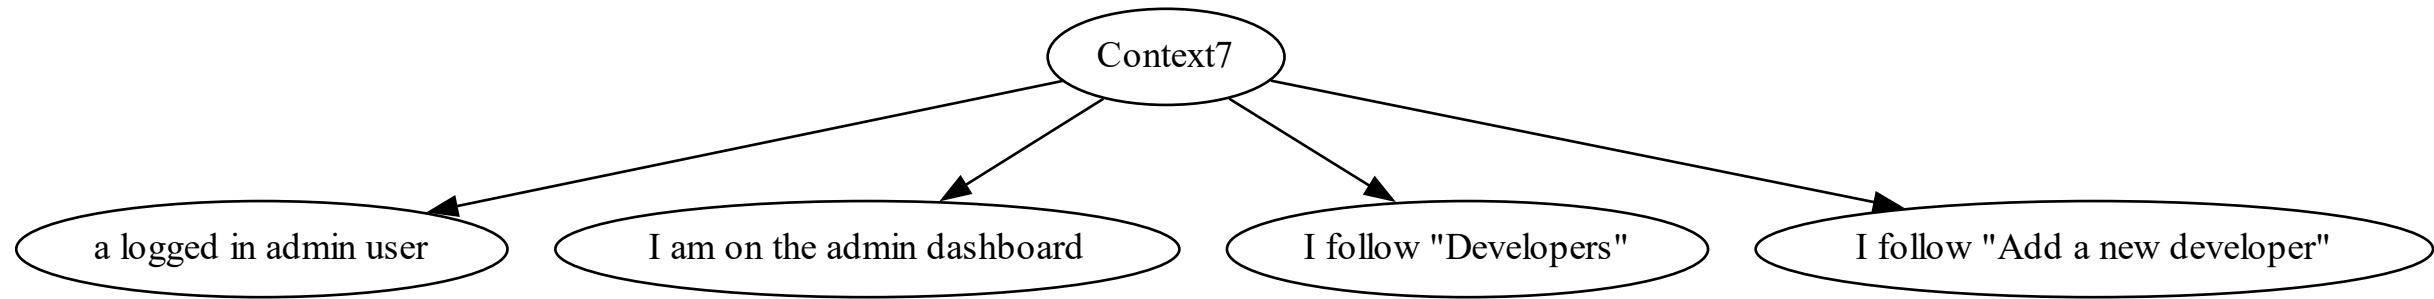 Context7
a logged in admin user
I am on the admin dashboard
I follow "Developers"
I follow "Add a new developer"